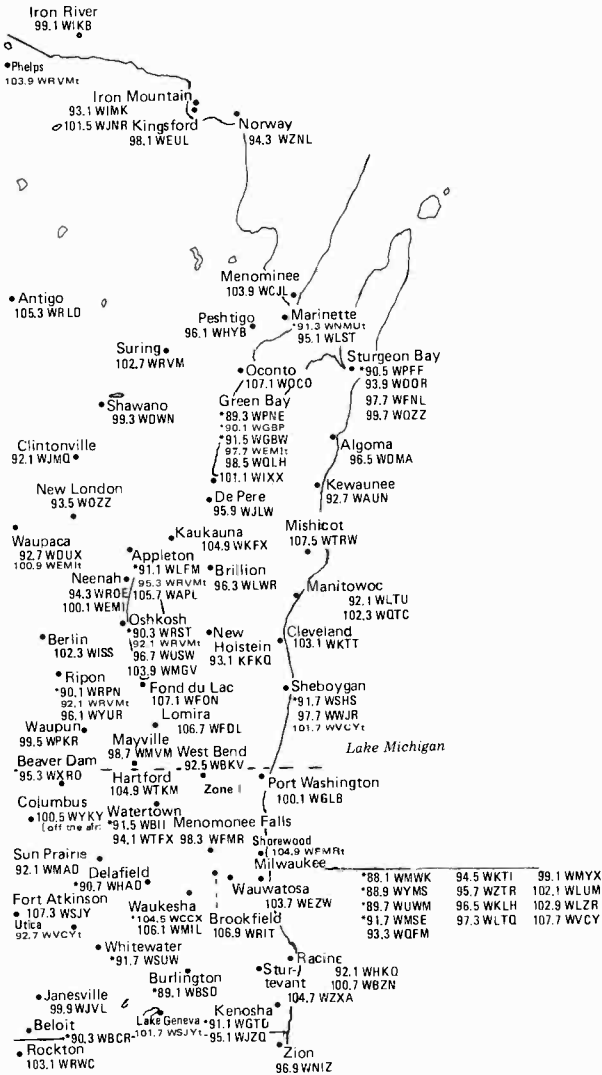 Iron River
99.1 WIKB
Phelps
103.9 WRVMt
Iron Mountain
93.1 WIMK
101.5 WJNR Kingsford
98.1 WEUL
Norway
94.3 WZNL
Menominee
103.9 WCJL
Antigo
105.3 WRLO
Marinette
*91.3 WNMUt
95.1 WLST
Peshtigo
96.1 WHYB
Suring
102.7 WRVM
Oconto
107.1 WOCO
Sturgeon Bay
*90.5 WPFF
93.9 WDOR
97.7 WFNL
99.7 WQZZ
Shawano
99.3 WOWN
Green Bay
*89.3 WPNE
*90.1 WGBP
*91.5 WGBW
97.7 WEMIt
98.5 WQLH
101.1 WIXX
Algoma
96.5 WDMA
Clintonville
92.1 WJMQ
Kewaunee
92.7 WAUN
New London
93.5 WOZZ
De Pere
95.9 WJLW
Mishicot
107.5 WTRW
Waupaca
92.7 WDUX
100.9 WEMIt
Kaukauna
104.9 WKFX
Appleton
*91.1 WLFM
95.3 WRVMt
105.7 WAPL
Brillion
96.3 WLWR
Neenah
94.3 WROE
100.1 WEMI
Manitowoc
92.1 WLTU
102.3 WQTC
Oshkosh
*90.3 WRST
92.1 WRVMt
96.7 WUSW
103.9 WMGV
New
Holstein
93.1 KFKQ
Cleveland
103.1 WKTT
Berlin
102.3 WISS
Ripon
*90.1 WRPN
92.1 WRVMt
96.1 WYUR
Fond du Lac
107.1 WFON
Sheboygan
*91.7 WSHS
97.7 WWJR
101.7 WVCYt
Waupun
99.5 WPKR
Lomira
106.7 WFDL
Lake Michigan
Mayville
98.7 WMVM
West Bend
92.5 WBKV
Beaver Dam
*95.3 WXRO
Hartford
104.9 WTKM
Zone I
Port Washington
100.1 WGLB
Columbus
100.5 WYKY
(off the air)
Watertown
*91.5 WBII
94.1 WTFX
Menomonee Falls
98.3 WFMR
Shorewood
104.9 WFMRt
Sun Prairie
92.1 WMAD
Milwaukee
*88.1 WMWK 94.5 WKTI 99.1 WMYX
*88.9 WYMS 95.7 WZTR 102.1 WLUM
*89.7 WUWM 96.5 WKLH 102.9 WLZR
*91.7 WMSE 97.3 WLTQ 107.7 WVCY
93.3 WQFM
Delafield
*90.7 WHAD
Wauwatosa
103.7 WEZW
Fort Atkinson
107.3 WSJY
Waukesha
*104.5 WCCX
106.1 WMIL
Brookfield
106.9 WRIT
Utica
92.7 WVCYt
Whitewater
*91.7 WSUW
Racine
92.1 WHKQ
100.7 WBZN
Burlington
*89.1 WBSD
Stur-
tevant
104.7 WZXA
Janesville
99.9 WJVL
Kenosha
*91.1 WGTD
95.1 WJZQ
Lake Geneva
101.7 WSJYt
Beloit
*90.3 WBCR
Rockton
103.1 WRWC
Zion
96.9 WNIZ